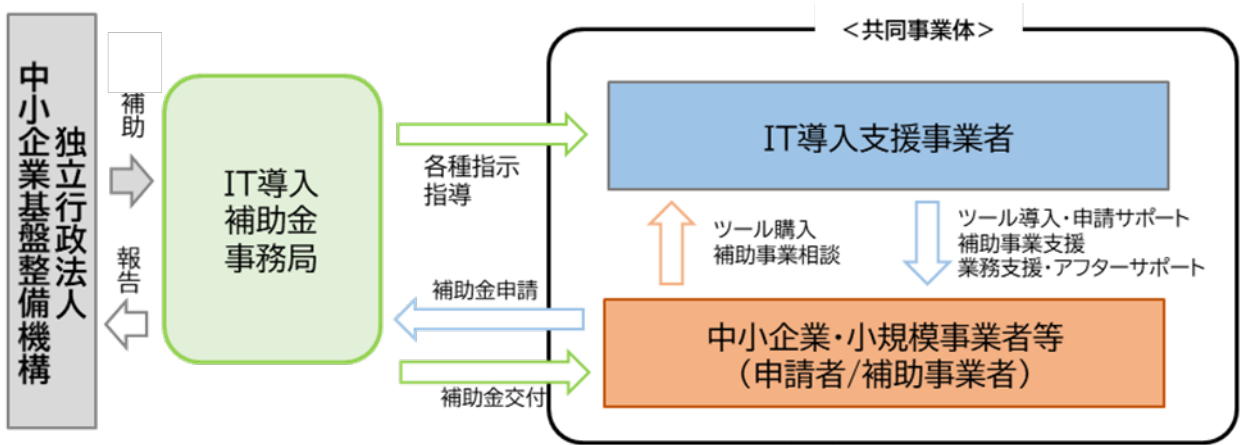 独立行政法人
中小企業基盤整備機構
補助
報告
IT導入
補助金
事務局
各種指示
指導
補助金申請
補助金交付
<共同事業体>
IT導入支援事業者
ツール購入
補助事業相談
ツール導入・申請サポート
補助事業支援
業務支援・アフターサポート
中小企業・小規模事業者等
（申請者/補助事業者）